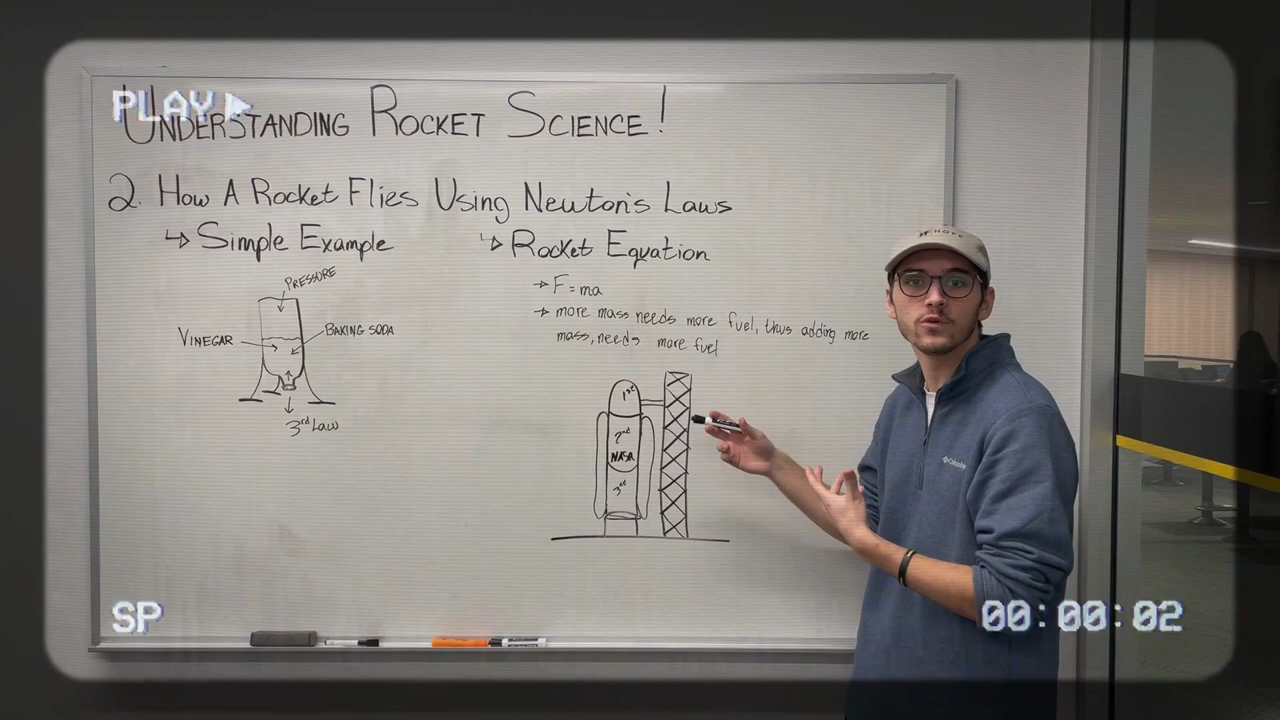 PLAY
UNDERSTANDING ROCKET SCIENCE!
2. How A Rocket Flies Using Newton's Laws
↳ Simple Example
↳ Rocket Equation
PRESSURE
VINEGAR
BAKING SODA
3rd Law
→ F = ma
→ more mass needs more fuel, thus adding more
mass, needs more fuel
1st
2nd
NASA
3rd
HOPE
Columbia
SP
00:00:02